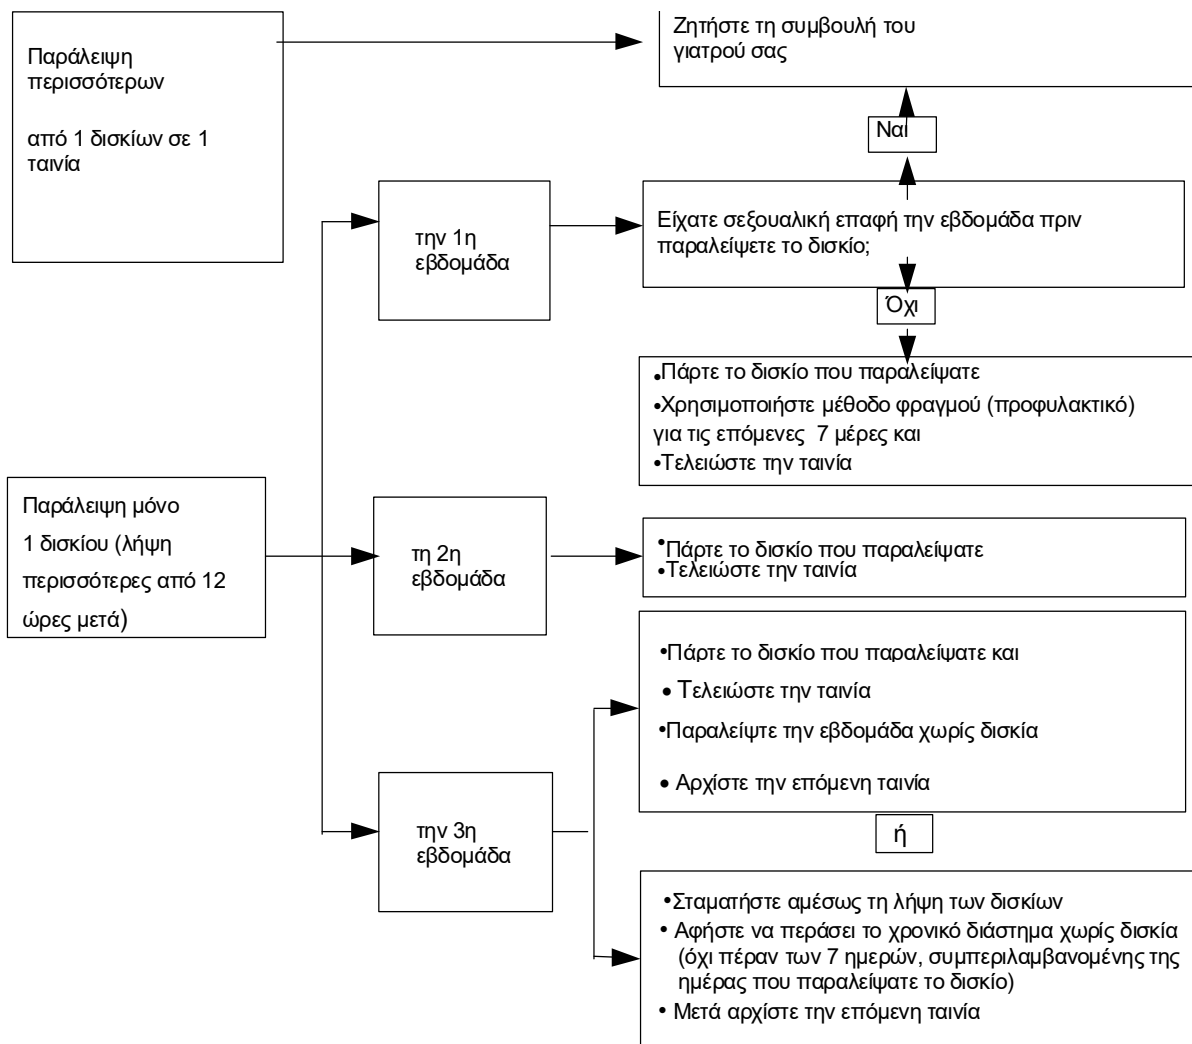 Παράλειψη
περισσότερων
από 1 δισκίων σε 1
ταινία
Ζητήστε τη συμβουλή του
γιατρού σας
Ναί
την 1η
εβδομάδα
Είχατε σεξουαλική επαφή την εβδομάδα πριν
παραλείψετε το δισκίο;
Όχι
•Πάρτε το δισκίο που παραλείψατε
•Χρησιμοποιήστε μέθοδο φραγμού (προφυλακτικό)
για τις επόμενες 7 μέρες και
•Τελειώστε την ταινία
Παράλειψη μόνο
1 δισκίου (λήψη
περισσότερες από 12
ώρες μετά)
τη 2η
εβδομάδα
•Πάρτε το δισκίο που παραλείψατε
•Τελειώστε την ταινία
•Πάρτε το δισκίο που παραλείψατε και
• Τελειώστε την ταινία
•Παραλείψτε την εβδομάδα χωρίς δισκία
• Αρχίστε την επόμενη ταινία
την 3η
εβδομάδα
ή
•Σταματήστε αμέσως τη λήψη των δισκίων
• Αφήστε να περάσει το χρονικό διάστημα χωρίς δισκία
(όχι πέραν των 7 ημερών, συμπεριλαμβανομένης της
ημέρας που παραλείψατε το δισκίο)
• Μετά αρχίστε την επόμενη ταινία